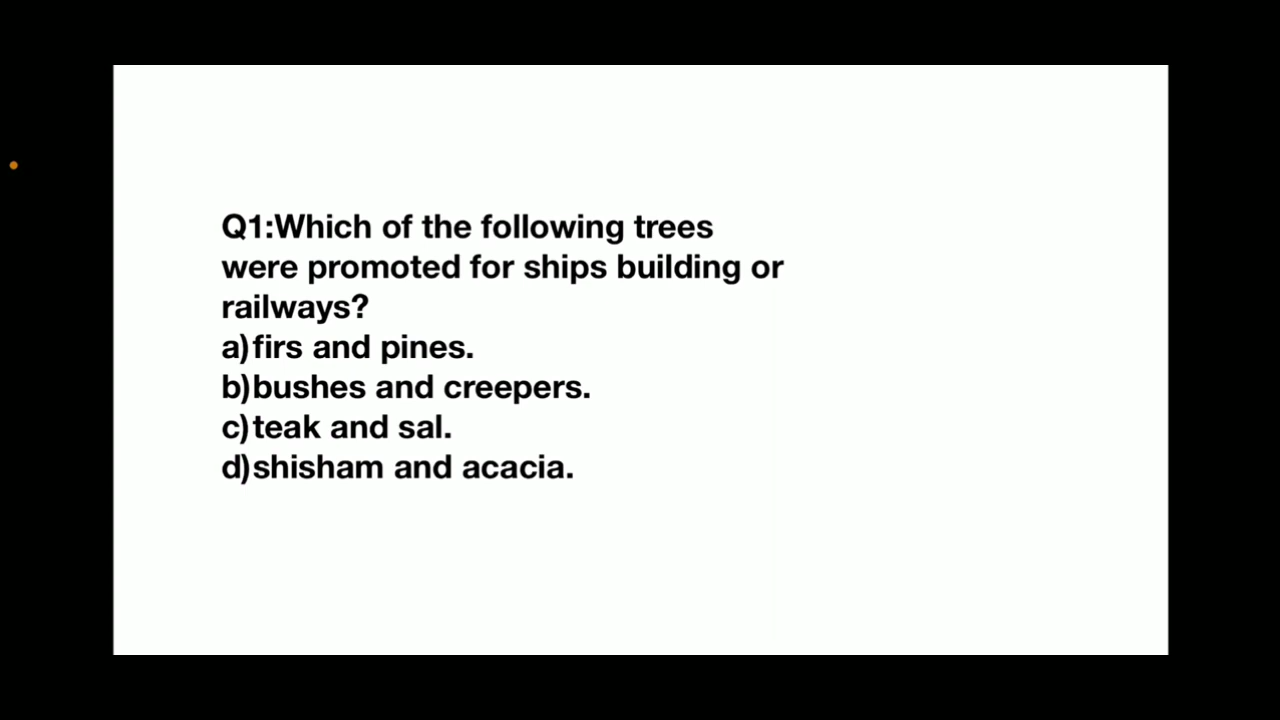 Q1:Which of the following trees
were promoted for ships building or
railways?
a)firs and pines.
b)bushes and creepers.
c)teak and sal.
d)shisham and acacia.